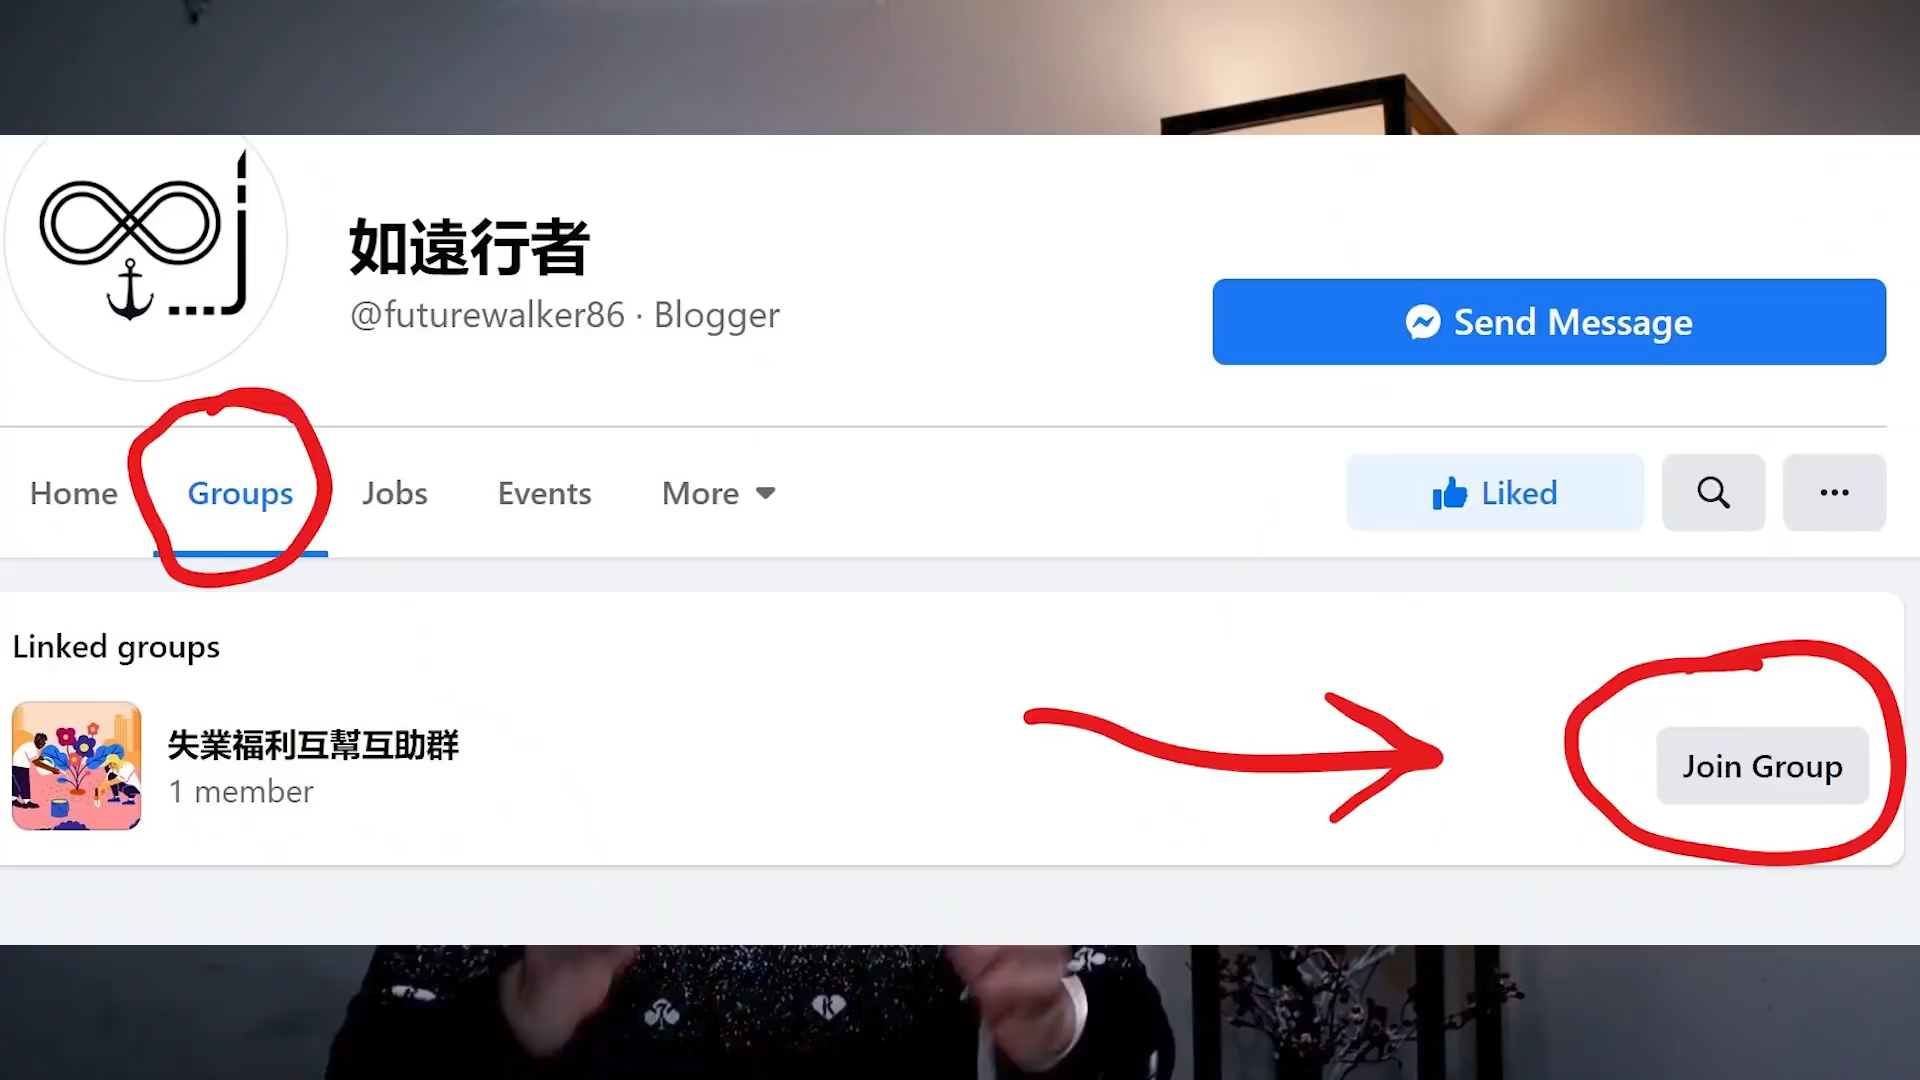 如遠行者
@futurewalker86 · Blogger
Send Message
Home Groups Jobs Events More
Liked
Linked groups
失業福利互幫互助群
1 member
Join Group